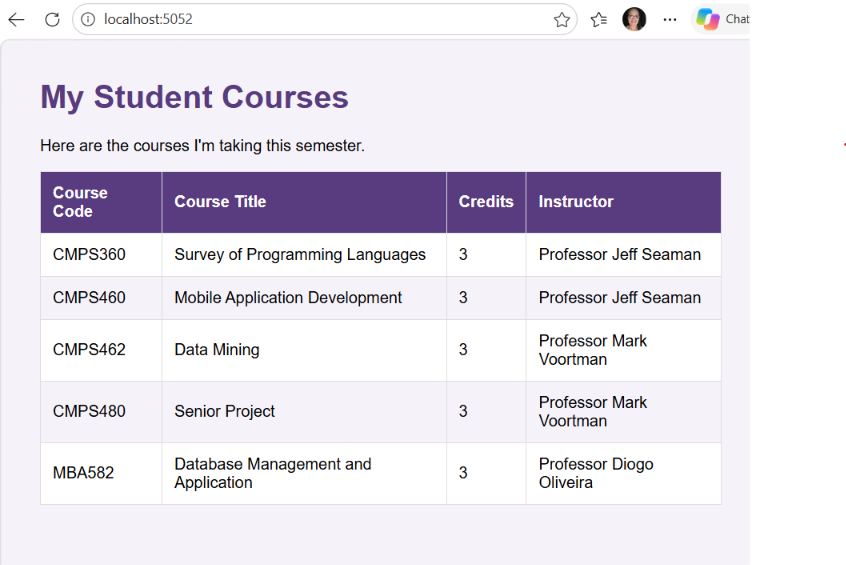 localhost:5052
Chat
My Student Courses
Here are the courses I'm taking this semester.
Course Code Course Title Credits Instructor
CMPS360 Survey of Programming Languages 3 Professor Jeff Seaman
CMPS460 Mobile Application Development 3 Professor Jeff Seaman
CMPS462 Data Mining 3 Professor Mark Voortman
CMPS480 Senior Project 3 Professor Mark Voortman
MBA582 Database Management and Application 3 Professor Diogo Oliveira